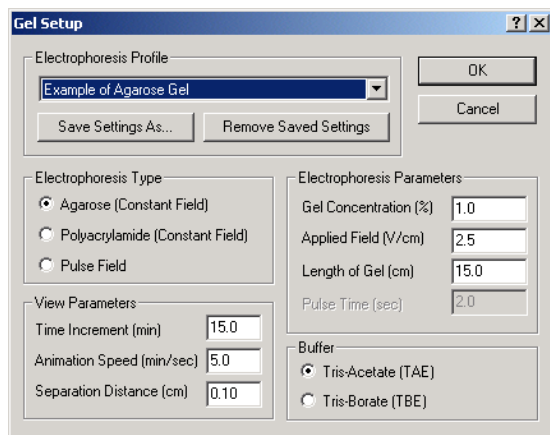 Gel Setup
Electrophoresis Profile
Example of Agarose Gel
Save Settings As... Remove Saved Settings
OK
Cancel
Electrophoresis Type
Agarose (Constant Field)
Polyacrylamide (Constant Field)
Pulse Field
Electrophoresis Parameters
Gel Concentration (%) 1.0
Applied Field (V/cm) 2.5
Length of Gel (cm) 15.0
Pulse Time (sec) 2.0
View Parameters
Time Increment (min) 15.0
Animation Speed (min/sec) 5.0
Separation Distance (cm) 0.10
Buffer
Tris-Acetate (TAE)
Tris-Borate (TBE)